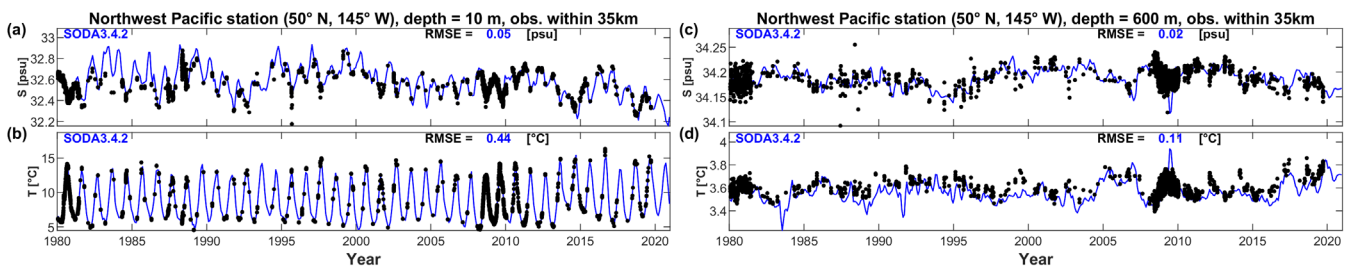 Northwest Pacific station (50° N, 145° W), depth = 10 m, obs. within 35km
(a)
SODA3.4.2
RMSE = 0.05 [psu]
S [psu]
33
32.8
32.6
32.4
32.2
(b)
SODA3.4.2
RMSE = 0.44 [°C]
T [°C]
15
10
5
1980 1985 1990 1995 2000 2005 2010 2015 2020
Year
Northwest Pacific station (50° N, 145° W), depth = 600 m, obs. within 35km
(c)
SODA3.4.2
RMSE = 0.02 [psu]
S [psu]
34.25
34.2
34.15
34.1
(d)
SODA3.4.2
RMSE = 0.11 [°C]
T [°C]
4
3.8
3.6
3.4
1980 1985 1990 1995 2000 2005 2010 2015 2020
Year